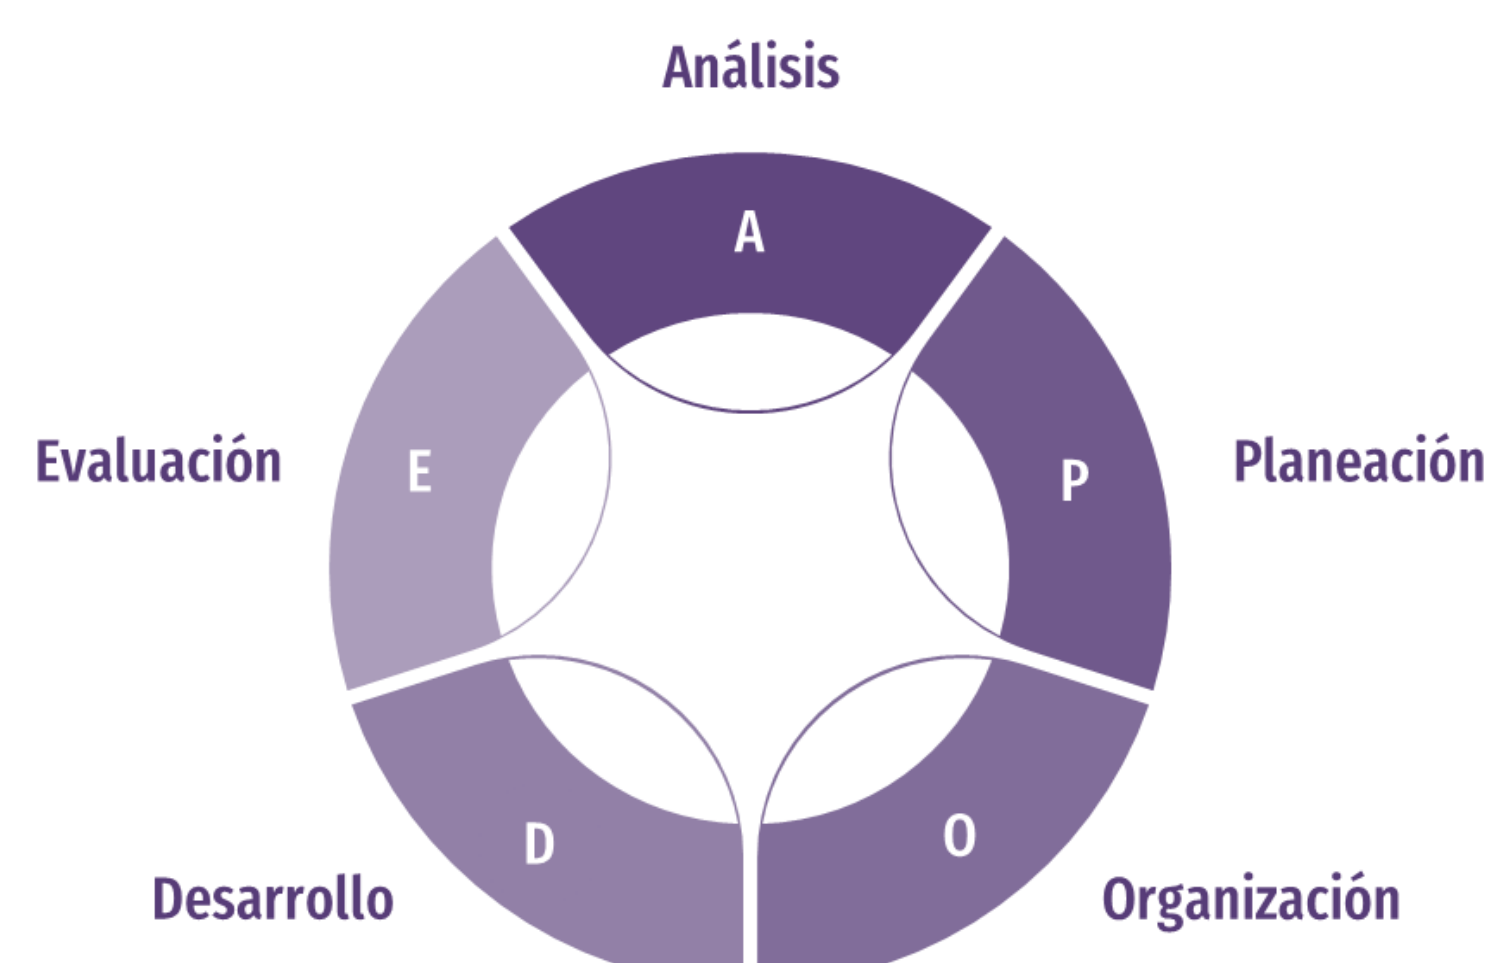 Análisis
A
P
O
D
E
Planeación
Organización
Desarrollo
Evaluación